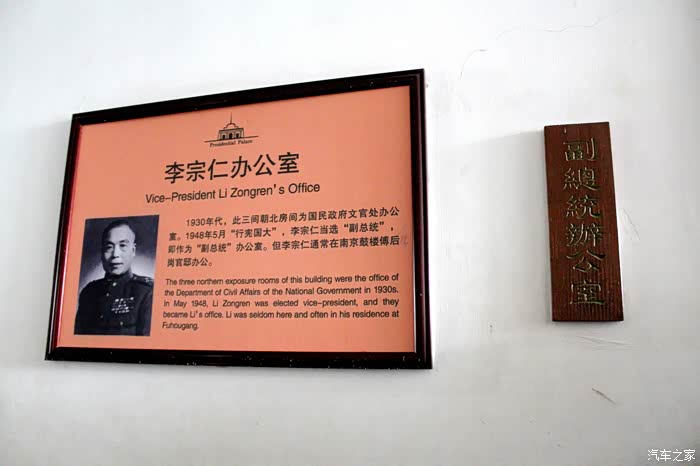 Presidential Palace
李宗仁办公室
Vice-President Li Zongren's Office
1930年代，此三间朝北房间为国民政府文官处办公
室。1948年5月“行宪国大”，李宗仁当选“副总统”，
即作为“副总统”办公室。但李宗仁通常在南京鼓楼傅后
岗官邸办公。
The three northern exposure rooms of this building were the office of
the Department of Civil Affairs of the National Government in 1930s.
In May 1948, Li Zongren was elected vice-president, and they
became Li's office. Li was seldom here and often in his residence at
Fuhougang.
副總統辦公室
汽车之家